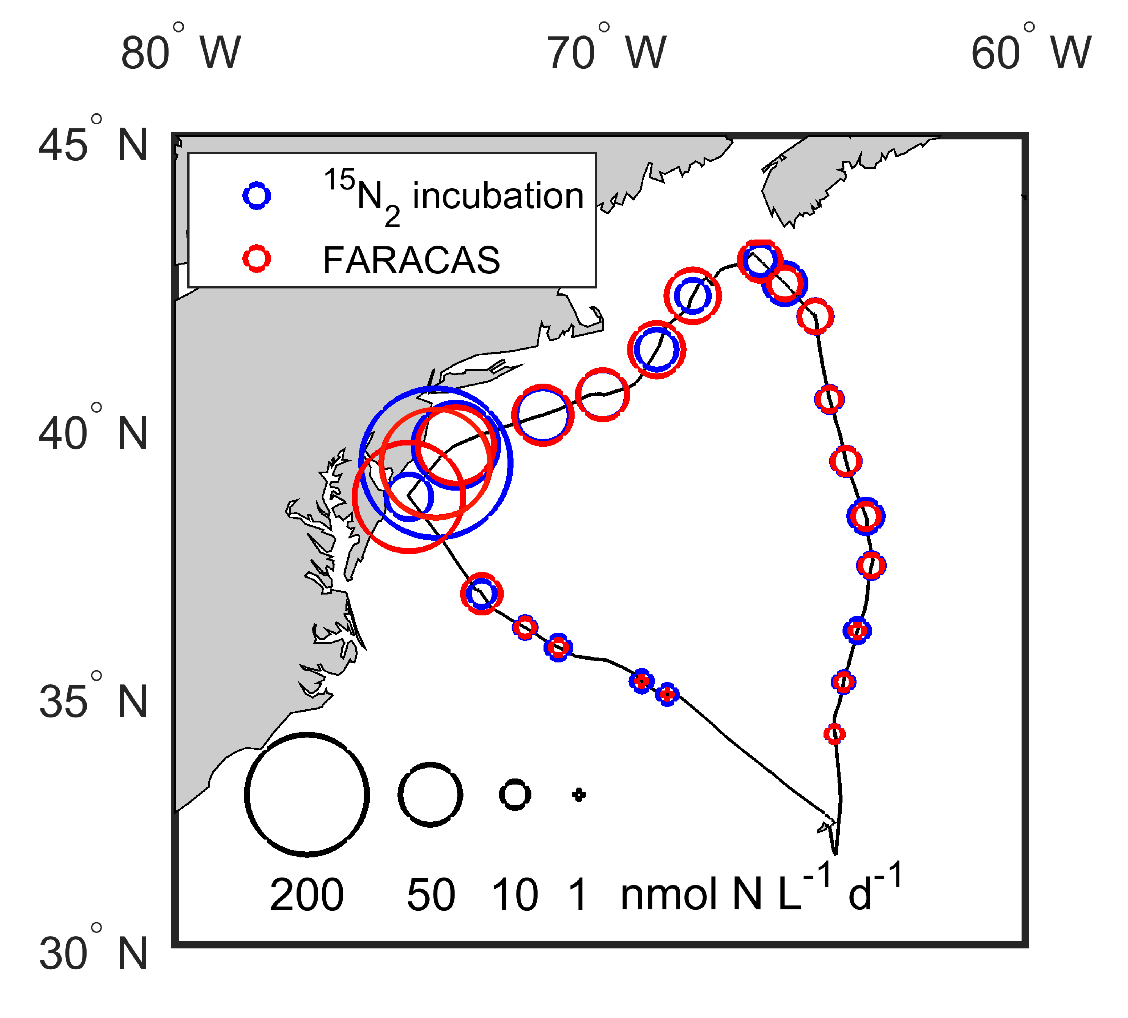 80° W 70° W 60° W
45° N
¹⁵N₂ incubation
FARACAS
40° N
35° N
200 50 10 1 nmol N L⁻¹ d⁻¹
30° N